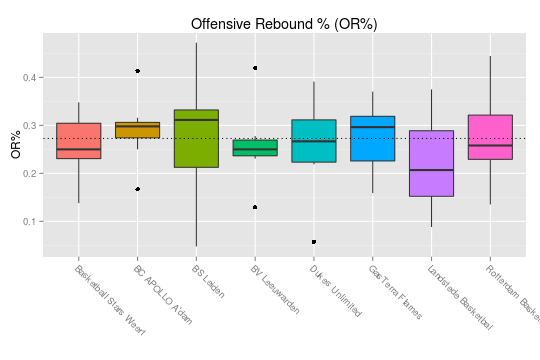 Offensive Rebound % (OR%)
OR%
0.4
0.3
0.2
0.1
Basketball Stars Weert
BC APOLLO A'dam
BS Leiden
BV Leeuwarden
Dukes Unlimited
GasTerra Flames
Landstede Basketbal
Rotterdam Baske